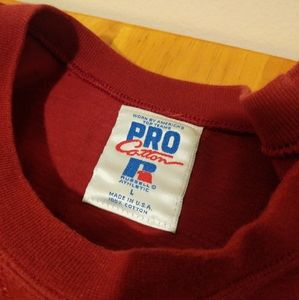 WORN BY AMERICA'S
TOP TEAMS
PRO
Cotton
R
RUSSELL
ATHLETIC
L
MADE IN U.S.A.
100% COTTON